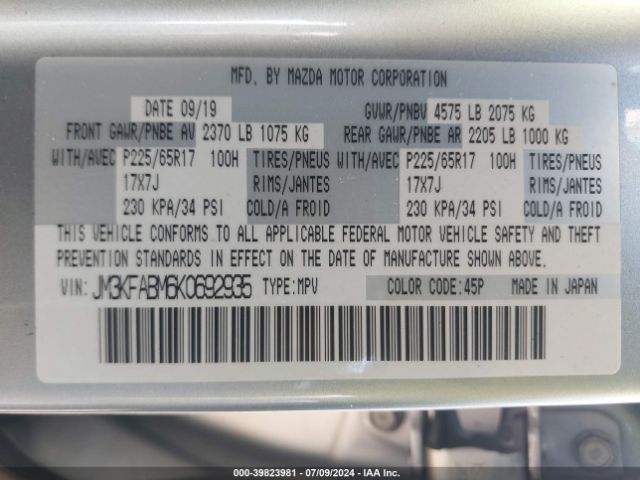 MFD. BY MAZDA MOTOR CORPORATION
DATE 09/19 GVWR/PNBV 4575 LB 2075 KG
FRONT GAWR/PNBE AV 2370 LB 1075 KG REAR GAWR/PNBE AR 2205 LB 1000 KG
WITH/AVEC P225/65R17 100H TIRES/PNEUS WITH/AVEC P225/65R17 100H TIRES/PNEUS
17X7J RIMS/JANTES 17X7J RIMS/JANTES
230 KPA/34 PSI COLD/A FROID 230 KPA/34 PSI COLD/A FROID
THIS VEHICLE CONFORMS TO ALL APPLICABLE FEDERAL MOTOR VEHICLE SAFETY AND THEFT
PREVENTION STANDARDS IN EFFECT ON THE DATE OF MANUFACTURE SHOWN ABOVE.
VIN: JM3KFABM6K0692935 TYPE:MPV COLOR CODE:45P MADE IN JAPAN
000-39823981 / 07/09/2024 - IAA Inc.